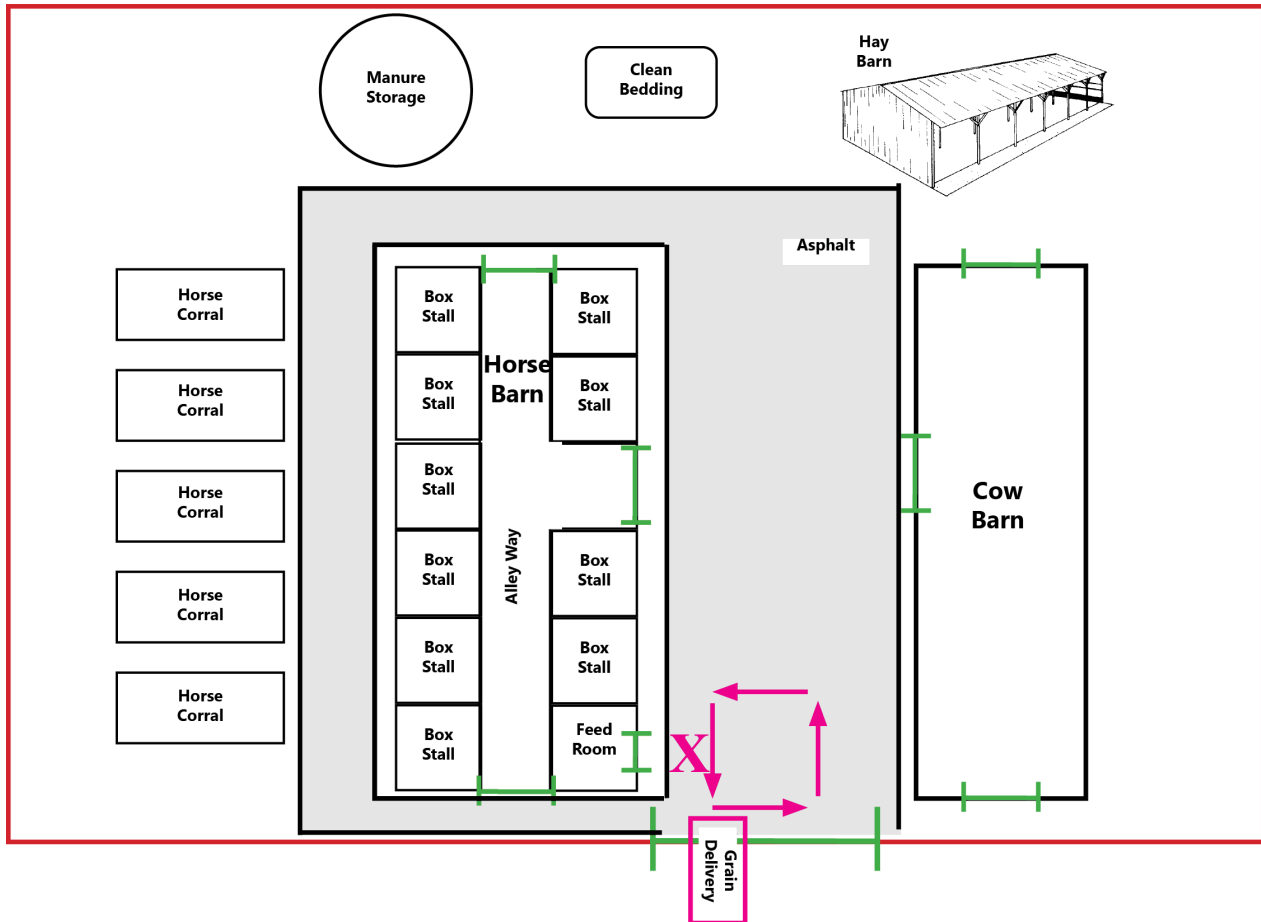 Manure
Storage
Clean
Bedding
Hay
Barn
Asphalt
Horse
Corral
Horse
Corral
Horse
Corral
Horse
Corral
Horse
Corral
Box
Stall
Box
Stall
Box
Stall
Box
Stall
Box
Stall
Box
Stall
Horse
Barn
Alley Way
Box
Stall
Box
Stall
Box
Stall
Box
Stall
Feed
Room
X
Cow
Barn
Grain
Delivery